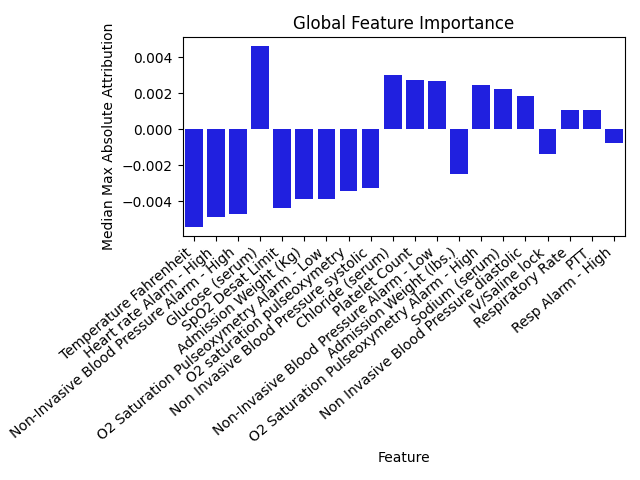 Global Feature Importance
Median Max Absolute Attribution
0.004
0.002
0.000
−0.002
−0.004
Temperature Fahrenheit
Heart rate Alarm - High
Non-Invasive Blood Pressure Alarm - High
Glucose (serum)
SpO2 Desat Limit
Admission Weight (Kg)
O2 Saturation Pulseoxymetry Alarm - Low
O2 saturation pulseoxymetry
Non Invasive Blood Pressure systolic
Chloride (serum)
Platelet Count
Non-Invasive Blood Pressure Alarm - Low
Admission Weight (lbs.)
O2 Saturation Pulseoxymetry Alarm - High
Sodium (serum)
Non Invasive Blood Pressure diastolic
IV/Saline lock
Respiratory Rate
PTT
Resp Alarm - High
Feature